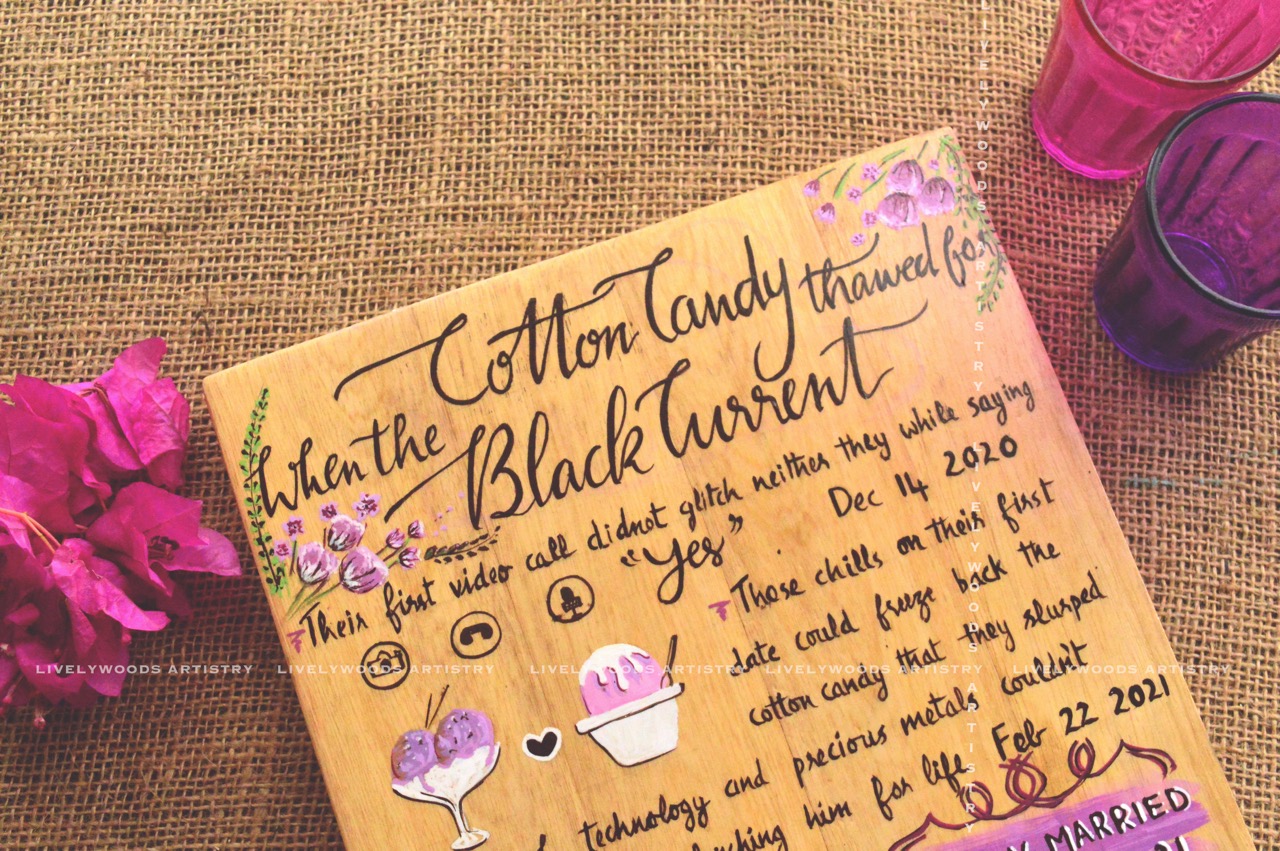 Cotton Candy thawed for
When the Black Current
Their first video call didnot glitch neither they while saying
"Yes" Dec 14 2020
Those chills on their first
date could freeze back the
cotton candy that they slurped
technology and precious metals couldn't
him for life Feb 22 2021
MARRIED
LIVELYWOODS ARTISTRY LIVELYWOODS ARTISTRY LIVELYWOODS ARTISTRY LIVELYWOODS ARTISTRY LIVELYWOODS ARTISTRY
LIVELYWOODS ARTISTRY LIVELYWOODS ARTISTRY